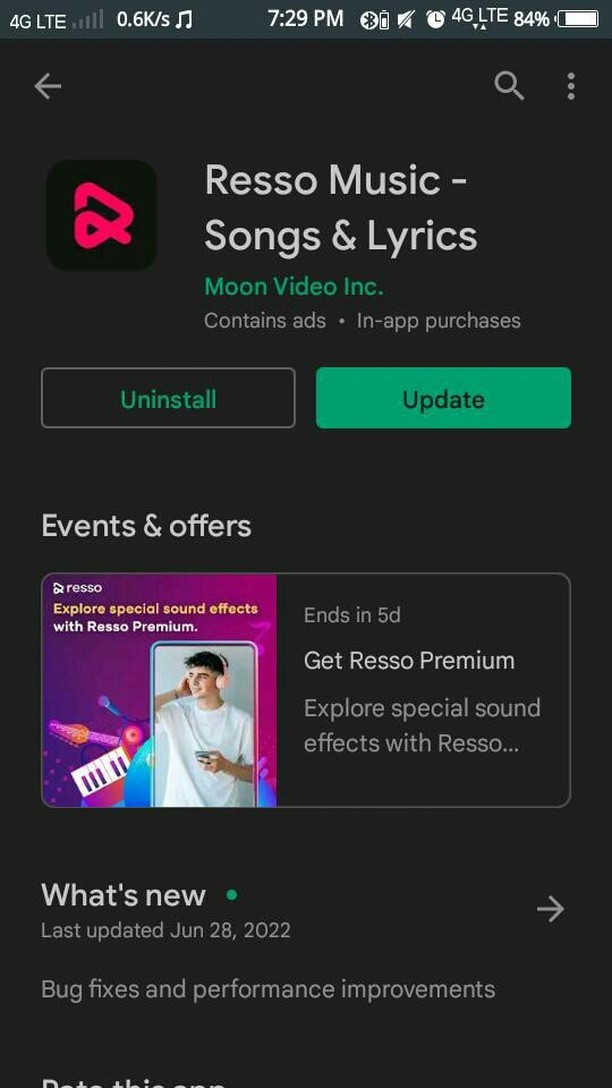 4G LTE 0.6K/s 7:29 PM 4G LTE 84%
Resso Music -
Songs & Lyrics
Moon Video Inc.
Contains ads • In-app purchases
Uninstall Update
Events & offers
resso
Explore special sound effects
with Resso Premium.
Ends in 5d
Get Resso Premium
Explore special sound
effects with Resso...
What's new
Last updated Jun 28, 2022
Bug fixes and performance improvements
Rate this app